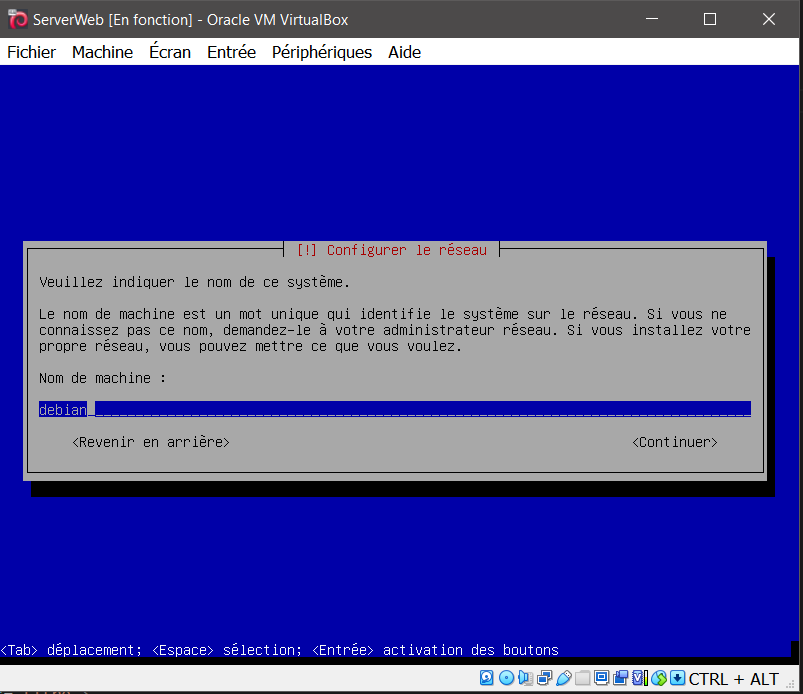 ServerWeb [En fonction] - Oracle VM VirtualBox
Fichier Machine Écran Entrée Périphériques Aide
[!] Configurer le réseau
Veuillez indiquer le nom de ce système.
Le nom de machine est un mot unique qui identifie le système sur le réseau. Si vous ne
connaissez pas ce nom, demandez-le à votre administrateur réseau. Si vous installez votre
propre réseau, vous pouvez mettre ce que vous voulez.
Nom de machine :
debian
<Revenir en arrière> <Continuer>
<Tab> déplacement; <Espace> sélection; <Entrée> activation des boutons
CTRL + ALT